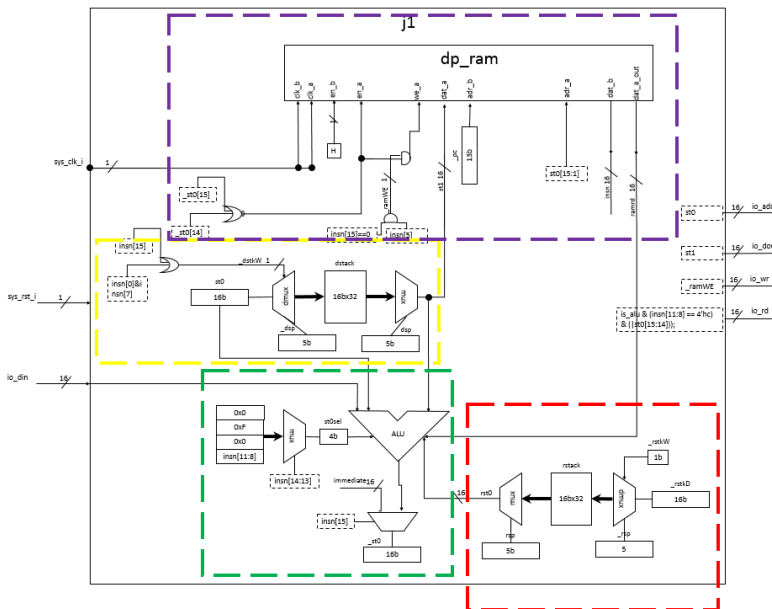 j1
dp_ram
clk_b
clk_a
en_b
en_a
we_a
dat_a
adr_b
adr_a
dat_b
dat_a_out
1
H
_pc
13b
st1 16
st0[15:1]
insn 16
ramrd 16
sys_clk_i 1
_st0[15]
_st0[14]
_ramWE 1
insn[15]==0
insn[5]
st0
16 io_addr
st1
16 io_dout
_ramWE
16 io_wr
is_alu & (insn[11:8] == 4'hc)
& (|st0[15:14]);
16 io_rd
insn[15]
insn[0]&i
nsn[7]
_dstkW 1
dstack
st0
16b
dmux
16bx32
mux
_dsp
5b
dsp
5b
sys_rst_i 1
io_din 16
0x0
0xF
0x0
insn[11:8]
mux
st0sel
4b
insn[14:13]
ALU
immediate 16
insn[15]
_st0
16b
_rstkW
1b
rstack
_rstkD
16b
16 rst0
mux
16bx32
dmux
rsp
5b
_rsp
5